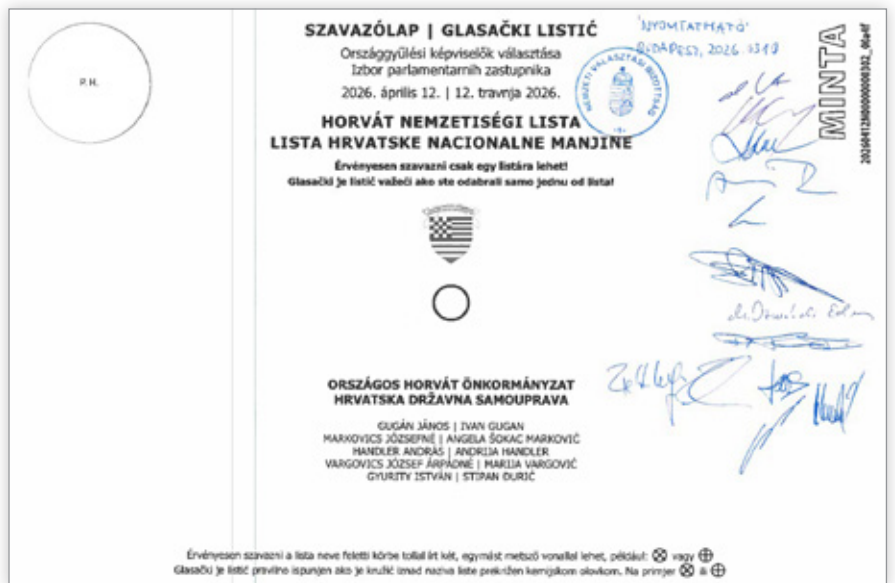 P.H.
SZAVAZÓLAP | GLASAČKI LISTIĆ
Országgyűlési képviselők választása
Izbor parlamentarnih zastupnika
2026. április 12. | 12. travnja 2026.
HORVÁT NEMZETISÉGI LISTA
LISTA HRVATSKE NACIONALNE MANJINE
Érvényesen szavazni csak egy listára lehet!
Glasački je listić važeći ako ste odabrali samo jednu od lista!
"NYOMTATHATÓ"
BUDAPEST, 2026. 03 19
NEMZETI VÁLASZTÁSI BIZOTTSÁG
MINTA
ORSZÁGOS HORVÁT ÖNKORMÁNYZAT
HRVATSKA DRŽAVNA SAMOUPRAVA
GUGÁN JÁNOS | IVAN GUGAN
MARKOVICS JÓZSEFNÉ | ANGELA ŠOKAC MARKOVIĆ
HANDLER ANDRÁS | ANDRIJA HANDLER
VARGOVICS JÓZSEF ÁRPÁDNÉ | MARIJA VARGOVIĆ
GYURITY ISTVÁN | STIPAN ĐURIĆ
Érvényesen szavazni a lista neve feletti körbe tollal írt két, egymást metsző vonallal lehet, például: vagy
Glasački je listić pravilno ispunjen ako je kružić iznad naziva liste prekrižen kemijskom olovkom. Na primjer ili